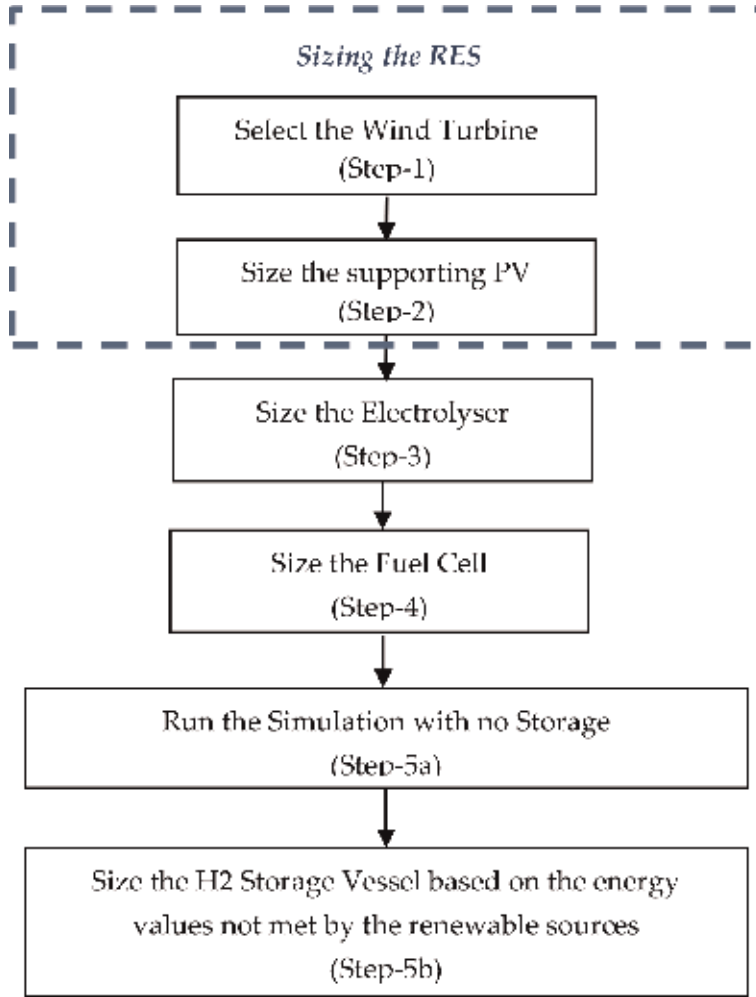 Sizing the RES
Select the Wind Turbine
(Step-1)
Size the supporting PV
(Step-2)
Size the Electrolyser
(Step-3)
Size the Fuel Cell
(Step-4)
Run the Simulation with no Storage
(Step-5a)
Size the H2 Storage Vessel based on the energy
values not met by the renewable sources
(Step-5b)